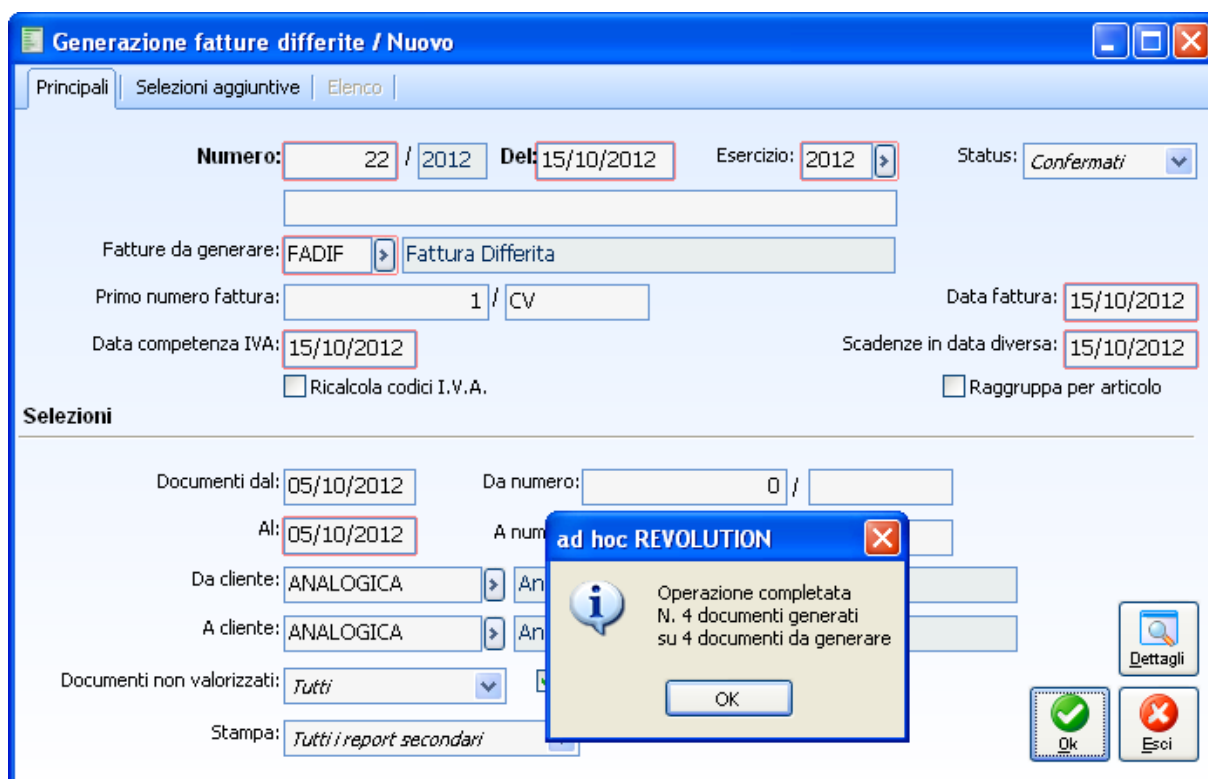 Generazione fatture differite / Nuovo
Principali Selezioni aggiuntive Elenco
Numero: 22 / 2012 Del: 15/10/2012 Esercizio: 2012 Status: Confermati
Fatture da generare: FADIF Fattura Differita
Primo numero fattura: 1 / CV Data fattura: 15/10/2012
Data competenza IVA: 15/10/2012 Scadenze in data diversa: 15/10/2012
Ricalcola codici I.V.A. Raggruppa per articolo
Selezioni
Documenti dal: 05/10/2012 Da numero: 0 /
Al: 05/10/2012 A num
Da cliente: ANALOGICA An
A cliente: ANALOGICA An
Documenti non valorizzati: Tutti
Stampa: Tutti i report secondari
ad hoc REVOLUTION
Operazione completata
N. 4 documenti generati
su 4 documenti da generare
OK
Dettagli
Ok Esci